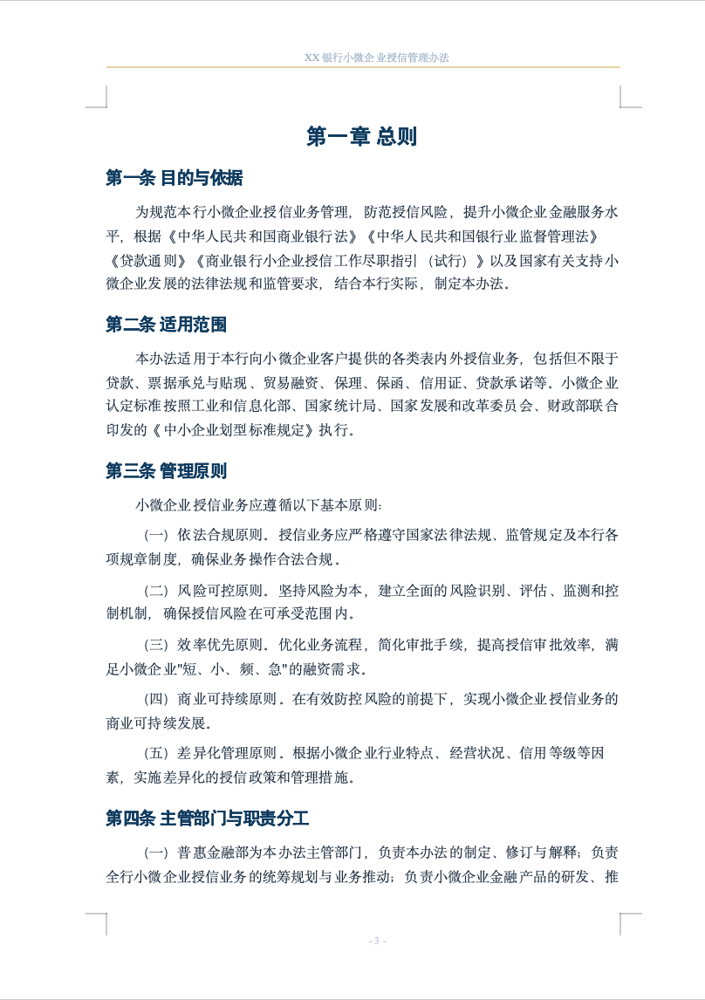 XX 银行小微企业授信管理办法
第一章 总则
第一条 目的与依据
为规范本行小微企业授信业务管理，防范授信风险，提升小微企业金融服务水
平，根据《中华人民共和国商业银行法》《中华人民共和国银行业监督管理法》
《贷款通则》《商业银行小企业授信工作尽职指引（试行）》以及国家有关支持小
微企业发展的法律法规和监管要求，结合本行实际，制定本办法。
第二条 适用范围
本办法适用于本行向小微企业客户提供的各类表内外授信业务，包括但不限于
贷款、票据承兑与贴现、贸易融资、保理、保函、信用证、贷款承诺等。小微企业
认定标准按照工业和信息化部、国家统计局、国家发展和改革委员会、财政部联合
印发的《中小企业划型标准规定》执行。
第三条 管理原则
小微企业授信业务应遵循以下基本原则：
（一）依法合规原则。授信业务应严格遵守国家法律法规、监管规定及本行各
项规章制度，确保业务操作合法合规。
（二）风险可控原则。坚持风险为本，建立全面的风险识别、评估、监测和控
制机制，确保授信风险在可承受范围内。
（三）效率优先原则。优化业务流程，简化审批手续，提高授信审批效率，满
足小微企业"短、小、频、急"的融资需求。
（四）商业可持续原则。在有效防控风险的前提下，实现小微企业授信业务的
商业可持续发展。
（五）差异化管理原则。根据小微企业行业特点、经营状况、信用等级等因
素，实施差异化的授信政策和管理措施。
第四条 主管部门与职责分工
（一）普惠金融部为本办法主管部门，负责本办法的制定、修订与解释；负责
全行小微企业授信业务的统筹规划与业务推动；负责小微企业金融产品的研发、推
- 3 -